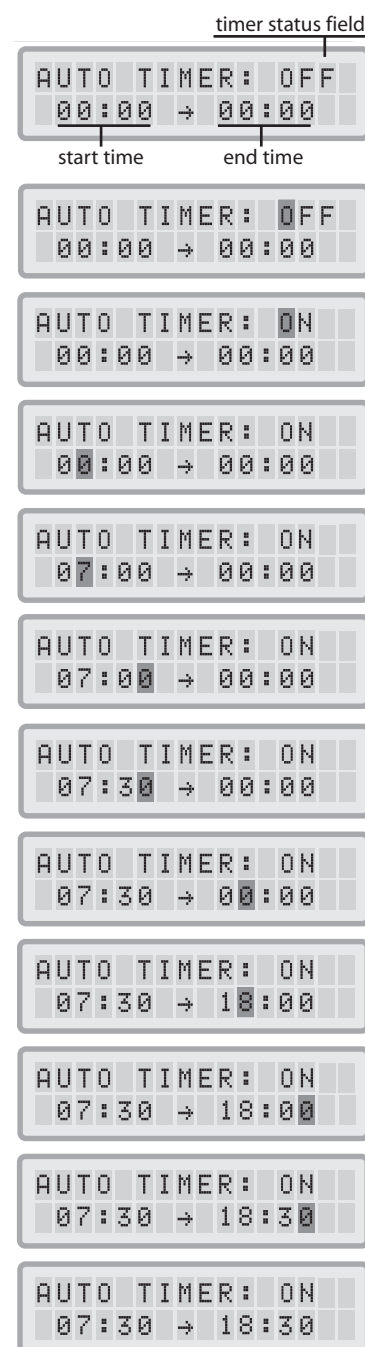 timer status field
AUTO TIMER: OFF
00:00 → 00:00
start time end time
AUTO TIMER: OFF
00:00 → 00:00
AUTO TIMER: ON
00:00 → 00:00
AUTO TIMER: ON
00:00 → 00:00
AUTO TIMER: ON
07:00 → 00:00
AUTO TIMER: ON
07:00 → 00:00
AUTO TIMER: ON
07:30 → 00:00
AUTO TIMER: ON
07:30 → 00:00
AUTO TIMER: ON
07:30 → 18:00
AUTO TIMER: ON
07:30 → 18:00
AUTO TIMER: ON
07:30 → 18:30
AUTO TIMER: ON
07:30 → 18:30